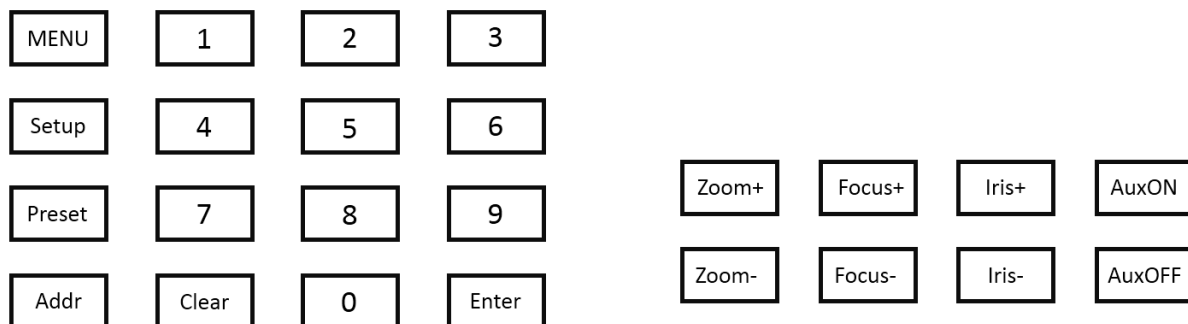 MENU 1 2 3
Setup 4 5 6
Zoom+ Focus+ Iris+ AuxON
Preset 7 8 9
Zoom- Focus- Iris- AuxOFF
Addr Clear 0 Enter